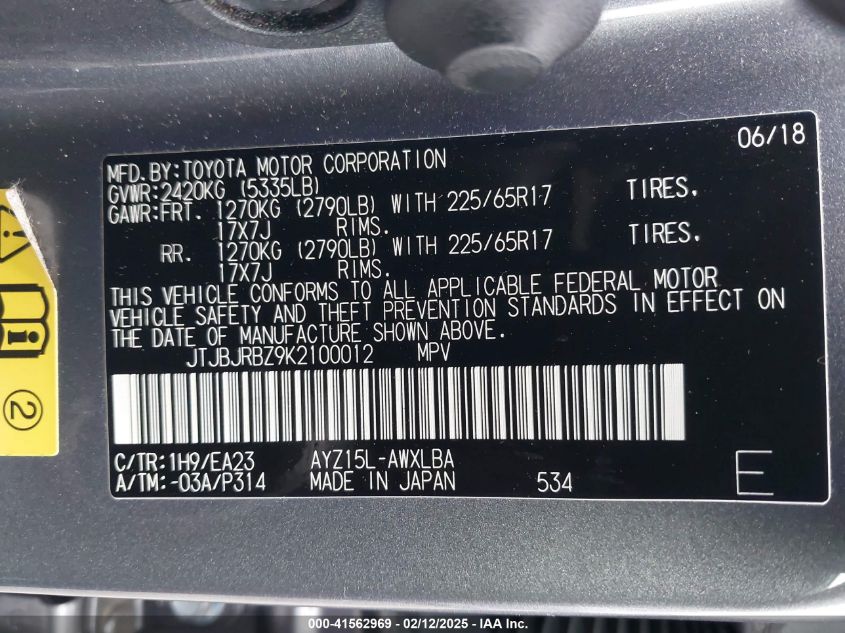 06/18
MFD.BY:TOYOTA MOTOR CORPORATION
GVWR:2420KG (5335LB)
GAWR:FRT. 1270KG (2790LB) WITH 225/65R17 TIRES.
17X7J RIMS.
RR. 1270KG (2790LB) WITH 225/65R17 TIRES.
17X7J RIMS.
THIS VEHICLE CONFORMS TO ALL APPLICABLE FEDERAL MOTOR
VEHICLE SAFETY AND THEFT PREVENTION STANDARDS IN EFFECT ON
THE DATE OF MANUFACTURE SHOWN ABOVE.
JTJBJRBZ9K2100012 MPV
C/TR:1H9/EA23 AYZ15L-AWXLBA
A/TM:-03A/P314 MADE IN JAPAN 534 E
2
000-41562969 - 02/12/2025 - IAA Inc.